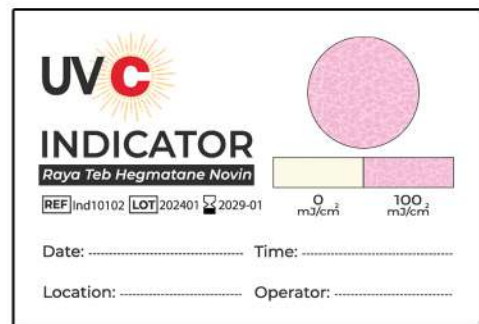 UVC
INDICATOR
Raya Teb Hegmatane Novin
REF Ind10102 LOT 202401 2029-01
0 100
mJ/cm² mJ/cm²
Date: Time:
Location: Operator: